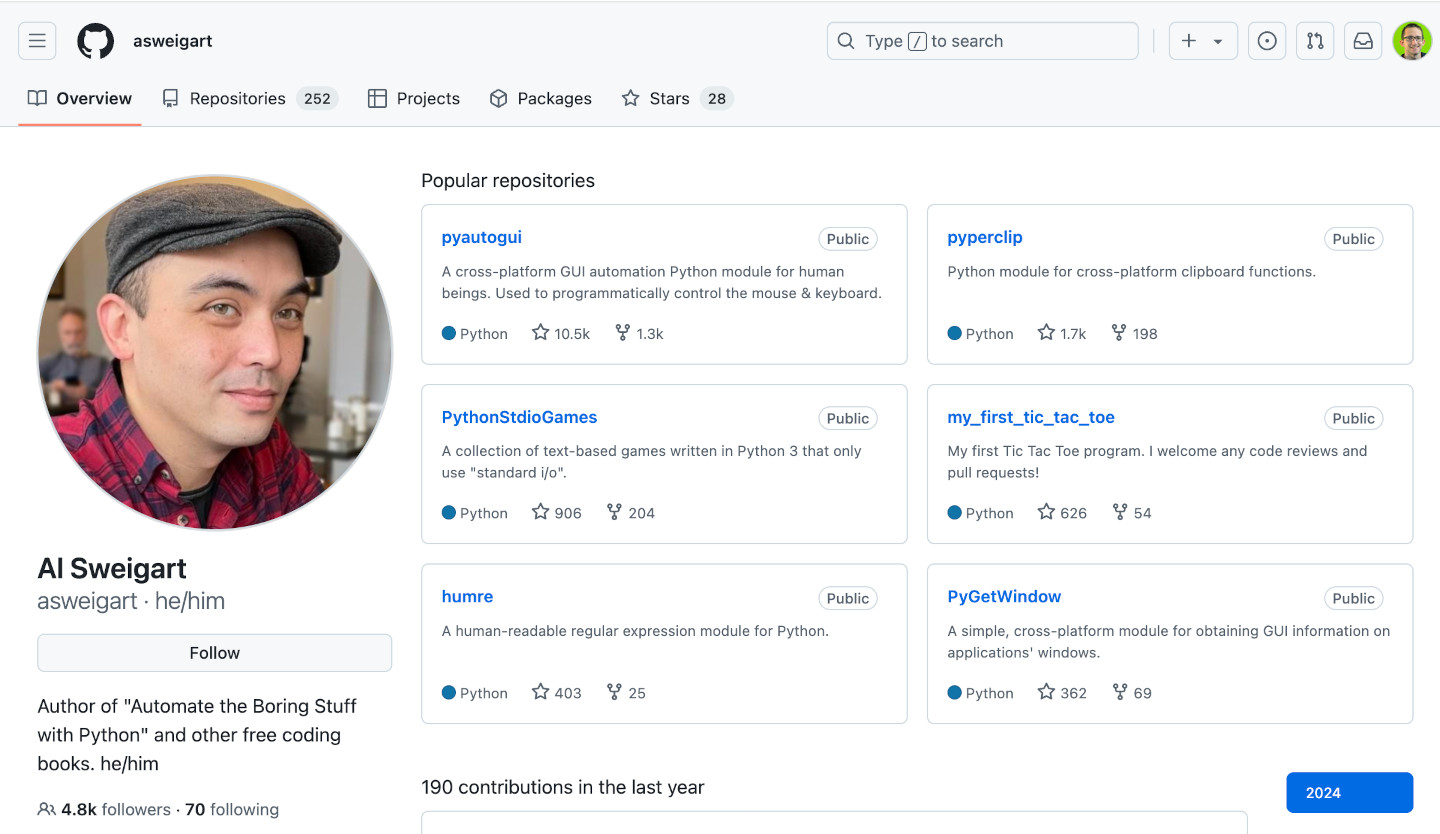 asweigart
Type / to search
Overview
Repositories 252
Projects
Packages
Stars 28
Al Sweigart
asweigart · he/him
Follow
Author of "Automate the Boring Stuff
with Python" and other free coding
books. he/him
4.8k followers · 70 following
Popular repositories
pyautogui
Public
A cross-platform GUI automation Python module for human
beings. Used to programmatically control the mouse & keyboard.
Python 10.5k 1.3k
pyperclip
Public
Python module for cross-platform clipboard functions.
Python 1.7k 198
PythonStdioGames
Public
A collection of text-based games written in Python 3 that only
use "standard i/o".
Python 906 204
my_first_tic_tac_toe
Public
My first Tic Tac Toe program. I welcome any code reviews and
pull requests!
Python 626 54
humre
Public
A human-readable regular expression module for Python.
Python 403 25
PyGetWindow
Public
A simple, cross-platform module for obtaining GUI information on
applications' windows.
Python 362 69
190 contributions in the last year
2024